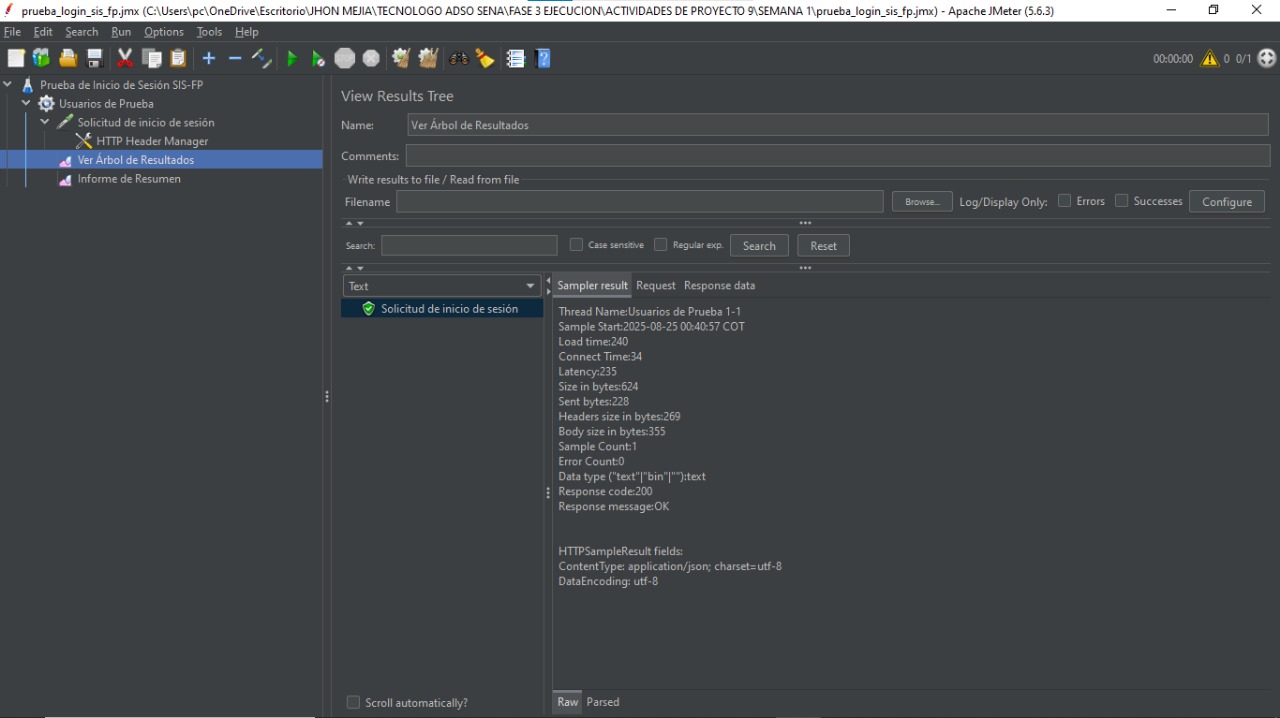 prueba_login_sis_fp.jmx (C:\Users\pc\OneDrive\Escritorio\JHON MEJIA\TECNOLOGO ADSO SENA\FASE 3 EJECUCION\ACTIVIDADES DE PROYECTO 9\SEMANA 1\prueba_login_sis_fp.jmx) - Apache JMeter (5.6.3)
File Edit Search Run Options Tools Help
00:00:00 0 0/1
Prueba de Inicio de Sesión SIS-FP
Usuarios de Prueba
Solicitud de inicio de sesión
HTTP Header Manager
Ver Árbol de Resultados
Informe de Resumen
View Results Tree
Name: Ver Árbol de Resultados
Comments:
Write results to file / Read from file
Filename Browse... Log/Display Only: Errors Successes Configure
Search: Case sensitive Regular exp. Search Reset
Text
Solicitud de inicio de sesión
Scroll automatically?
Sampler result Request Response data
Thread Name:Usuarios de Prueba 1-1
Sample Start:2025-08-25 00:40:57 COT
Load time:240
Connect Time:34
Latency:235
Size in bytes:624
Sent bytes:228
Headers size in bytes:269
Body size in bytes:355
Sample Count:1
Error Count:0
Data type ("text"|"bin"|""):text
Response code:200
Response message:OK
HTTPSampleResult fields:
ContentType: application/json; charset=utf-8
DataEncoding: utf-8
Raw Parsed